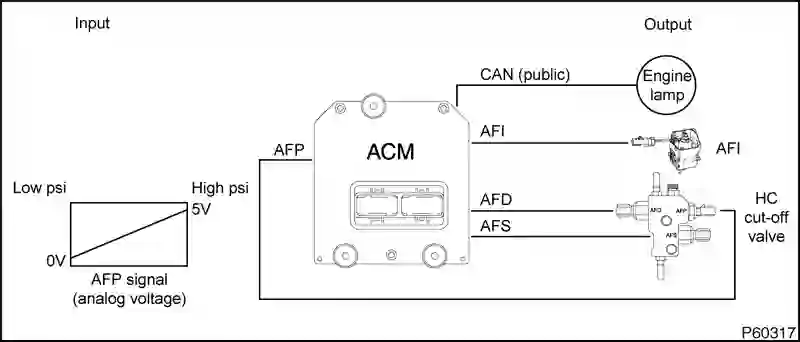 Input
Output
CAN (public)
Engine
lamp
AFI
AFI
AFP
ACM
Low psi
High psi
5V
0V
AFP signal
(analog voltage)
AFD
AFS
AFD
AFP
AFS
HC
cut-off
valve
P60317